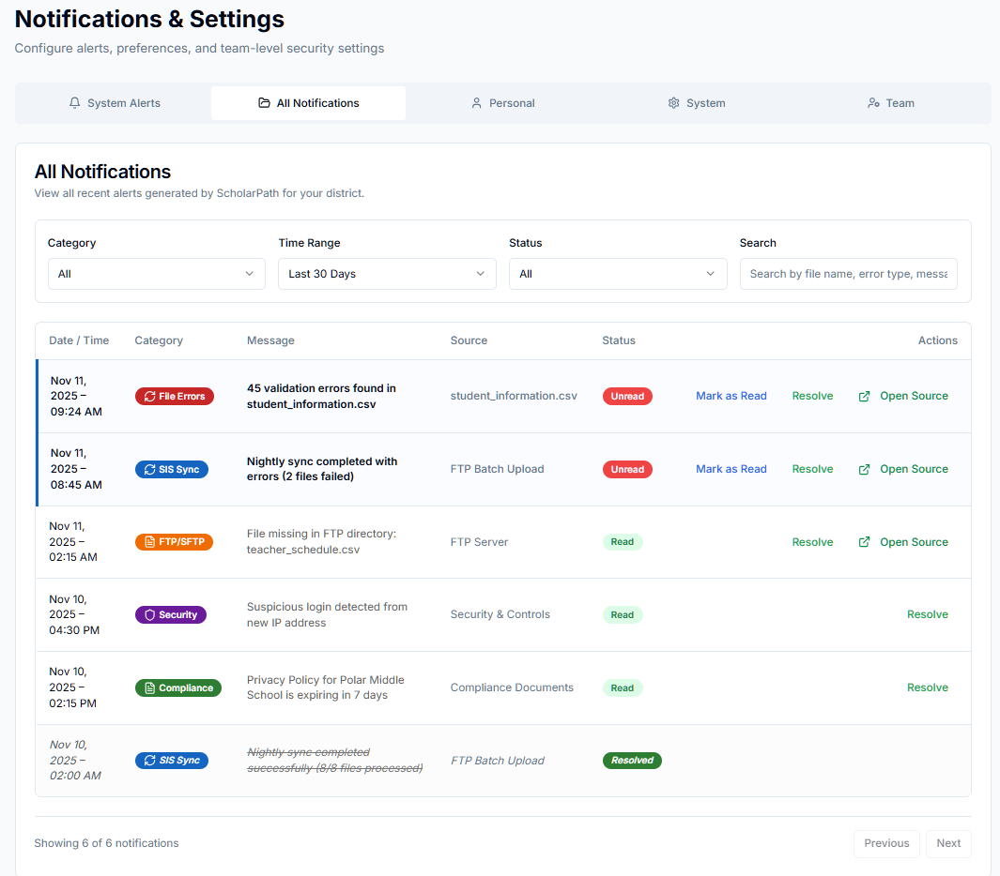 Notifications & Settings
Configure alerts, preferences, and team-level security settings
System Alerts
All Notifications
Personal
System
Team
All Notifications
View all recent alerts generated by ScholarPath for your district.
Category
Time Range
Status
Search
All
Last 30 Days
All
Search by file name, error type, messa
Date / Time
Category
Message
Source
Status
Actions
Nov 11,
2025 –
09:24 AM
File Errors
45 validation errors found in
student_information.csv
student_information.csv
Unread
Mark as Read
Resolve
Open Source
Nov 11,
2025 –
08:45 AM
SIS Sync
Nightly sync completed with
errors (2 files failed)
FTP Batch Upload
Unread
Mark as Read
Resolve
Open Source
Nov 11,
2025 –
02:15 AM
FTP/SFTP
File missing in FTP directory:
teacher_schedule.csv
FTP Server
Read
Resolve
Open Source
Nov 10,
2025 –
04:30 PM
Security
Suspicious login detected from
new IP address
Security & Controls
Read
Resolve
Nov 10,
2025 –
02:15 PM
Compliance
Privacy Policy for Polar Middle
School is expiring in 7 days
Compliance Documents
Read
Resolve
Nov 10,
2025 –
02:00 AM
SIS Sync
Nightly sync completed
successfully (8/8 files processed)
FTP Batch Upload
Resolved
Showing 6 of 6 notifications
Previous
Next